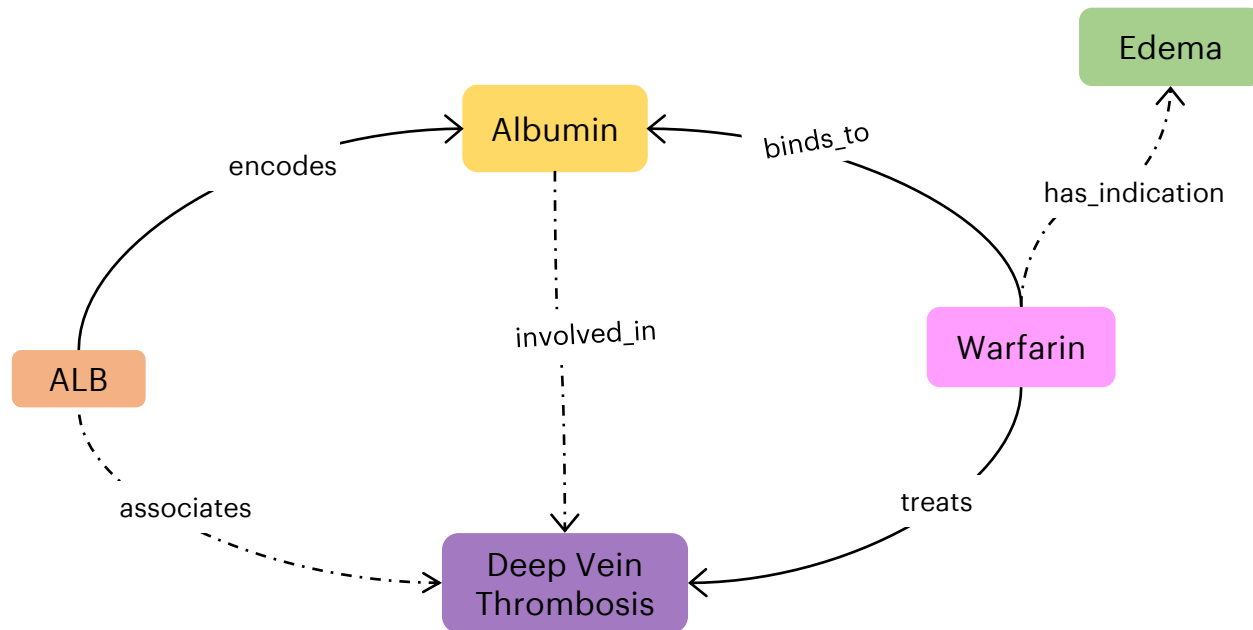 Edema
Albumin
binds_to
encodes
has_indication
involved_in
Warfarin
ALB
associates
treats
Deep Vein
Thrombosis